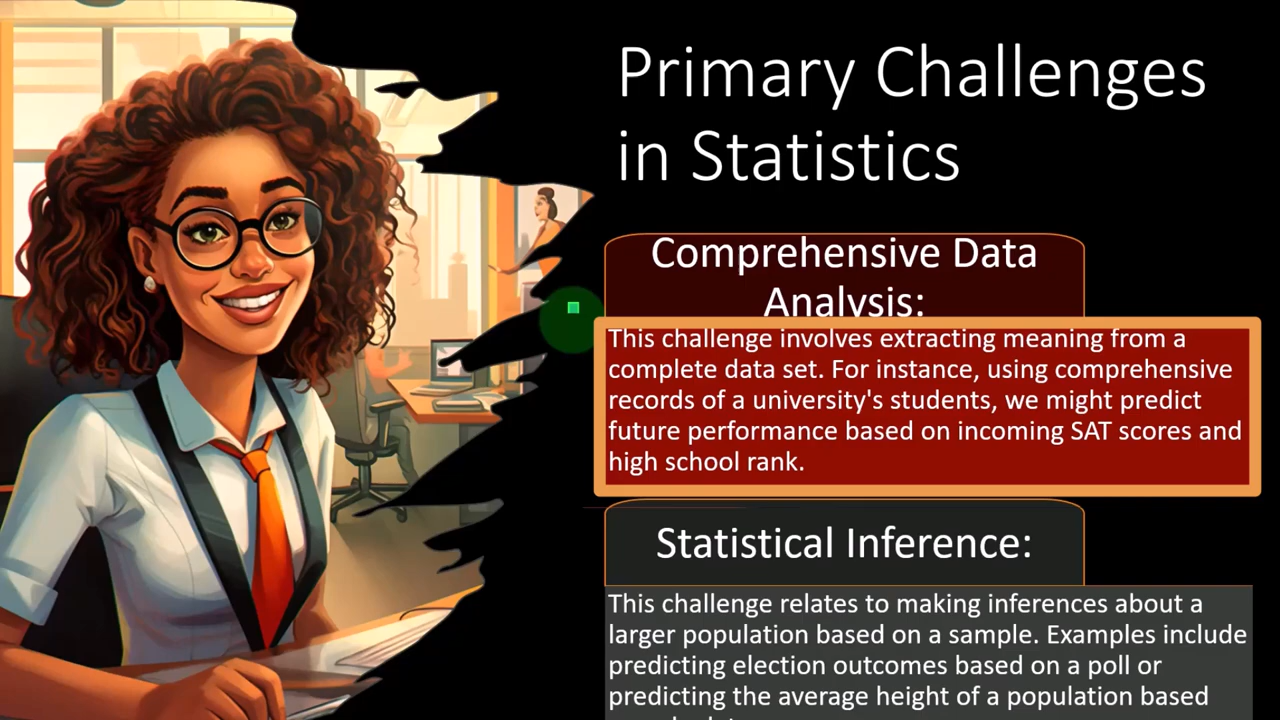 Primary Challenges
in Statistics
Comprehensive Data
Analysis:
This challenge involves extracting meaning from a
complete data set. For instance, using comprehensive
records of a university's students, we might predict
future performance based on incoming SAT scores and
high school rank.
Statistical Inference:
This challenge relates to making inferences about a
larger population based on a sample. Examples include
predicting election outcomes based on a poll or
predicting the average height of a population based